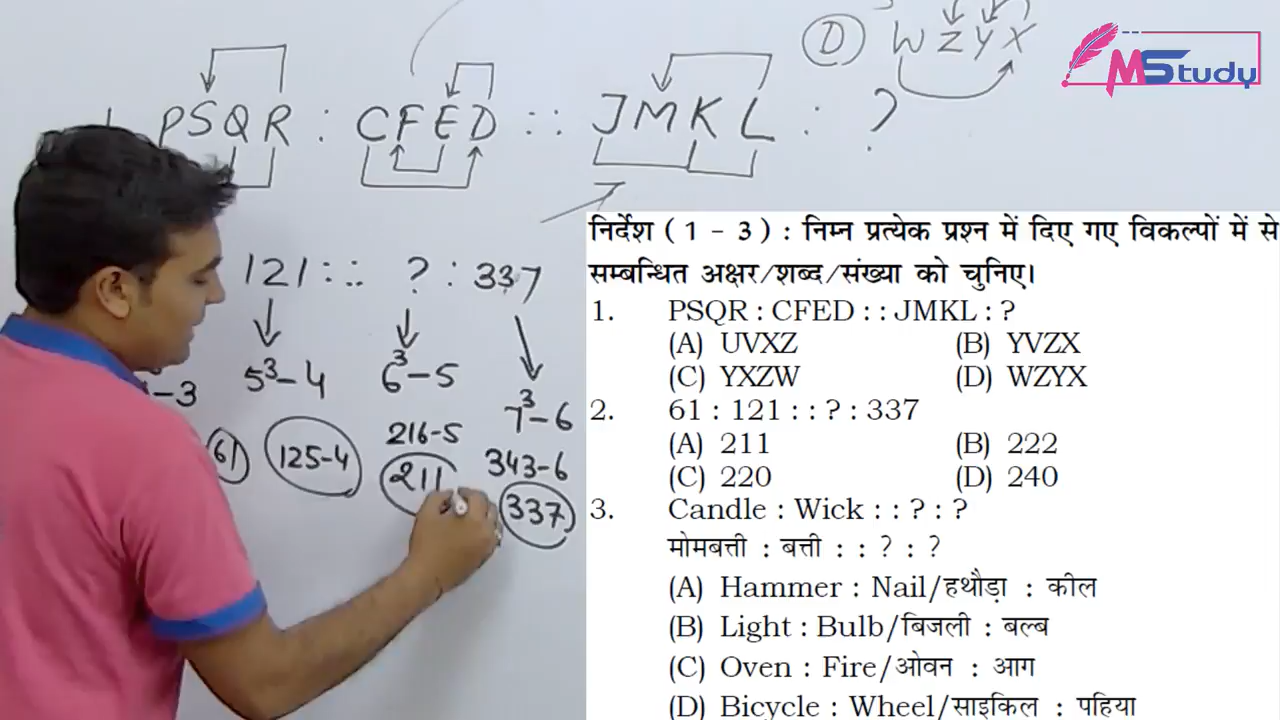 D WZYX
MStudy
PSQR : CFED :: JMKL : ?
निर्देश ( 1 - 3 ) : निम्न प्रत्येक प्रश्न में दिए गए विकल्पों में से
सम्बन्धित अक्षर/शब्द/संख्या को चुनिए।
1. PSQR : CFED : : JMKL : ?
(A) UVXZ (B) YVZX
(C) YXZW (D) WZYX
2. 61 : 121 : : ? : 337
(A) 211 (B) 222
(C) 220 (D) 240
3. Candle : Wick : : ? : ?
मोमबत्ती : बत्ती : : ? : ?
(A) Hammer : Nail/हथौड़ा : कील
(B) Light : Bulb/बिजली : बल्ब
(C) Oven : Fire/ओवन : आग
(D) Bicycle : Wheel/साइकिल : पहिया
121 :: ? : 337
-3 5³-4 6³-5 7³-6
216-5 343-6
61 125-4 211 337